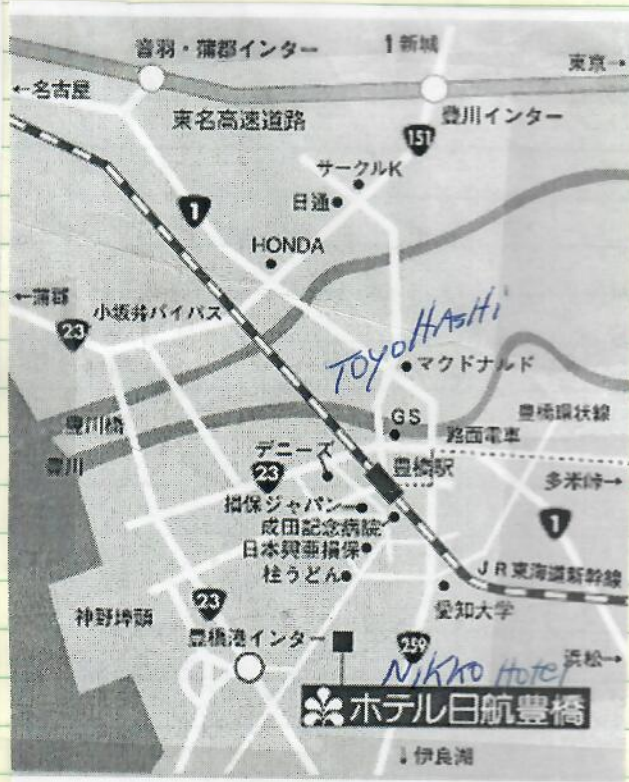 音羽・蒲郡インター
1 新城
東京→
←名古屋
東名高速道路
豊川インター
151
サークルK
日通
1
HONDA
←蒲郡
小坂井バイパス
23
TOYOHASHI
マクドナルド
GS
豊橋環状線
豊川橋
路面電車
デニーズ
豊川
23
豊橋駅
多米峠→
損保ジャパン
1
成田記念病院
日本興亜損保
柱うどん
JR東海道新幹線
愛知大学
23
神野埠頭
豊橋港インター
259
浜松→
NIKKO Hotel
ホテル日航豊橋
↓伊良湖